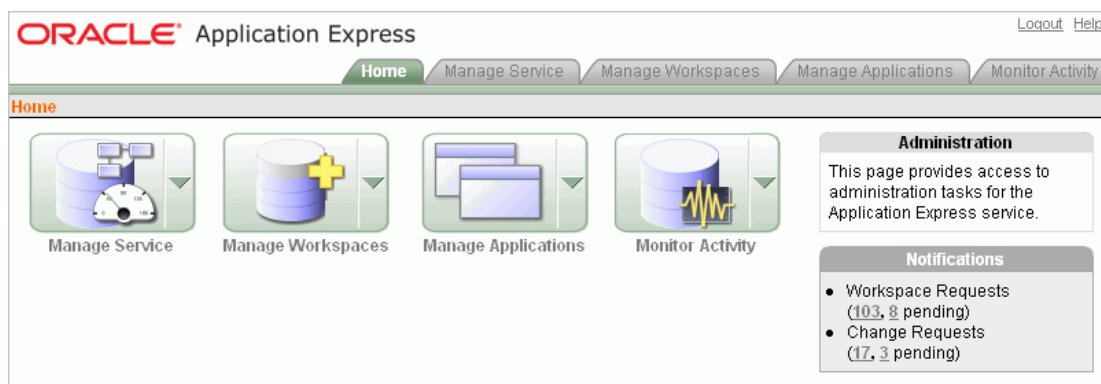 ORACLE® Application Express
Logout Help
Home Manage Service Manage Workspaces Manage Applications Monitor Activity
Home
Manage Service
Manage Workspaces
Manage Applications
Monitor Activity
Administration
This page provides access to
administration tasks for the
Application Express service.
Notifications
• Workspace Requests
(103, 8 pending)
• Change Requests
(17, 3 pending)